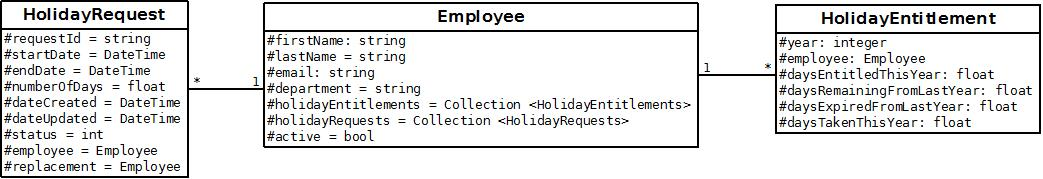 HolidayRequest
#requestId = string
#startDate = DateTime
#endDate = DateTime
#numberOfDays = float
#dateCreated = DateTime
#dateUpdated = DateTime
#status = int
#employee = Employee
#replacement = Employee
*
1
Employee
#firstName: string
#lastName = string
#email: string
#department = string
#holidayEntitlements = Collection <HolidayEntitlements>
#holidayRequests = Collection <HolidayRequests>
#active = bool
1
*
HolidayEntitlement
#year: integer
#employee: Employee
#daysEntitledThisYear: float
#daysRemainingFromLastYear: float
#daysExpiredFromLastYear: float
#daysTakenThisYear: float